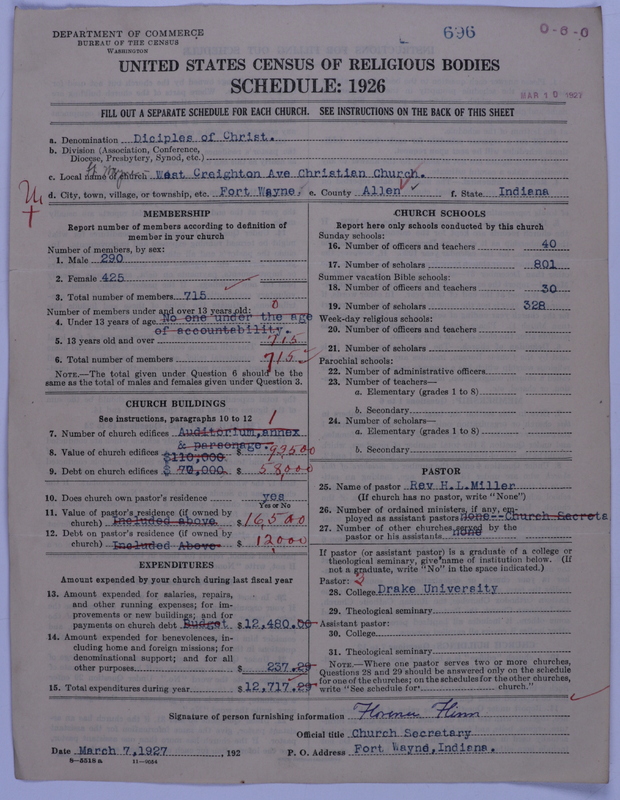 DEPARTMENT OF COMMERCE
BUREAU OF THE CENSUS
WASHINGTON
696
0-6-0
UNITED STATES CENSUS OF RELIGIOUS BODIES
SCHEDULE: 1926
MAR 10 1927
FILL OUT A SEPARATE SCHEDULE FOR EACH CHURCH. SEE INSTRUCTIONS ON THE BACK OF THIS SHEET
a. Denomination Diciples of Christ.
b. Division (Association, Conference,
Diocese, Presbytery, Synod, etc.)
c. Local name of church West Creighton Ave Christian Church.
d. City, town, village, or township, etc. Fort Wayne. e. County Allen f. State Indiana
MEMBERSHIP
Report number of members according to definition of
member in your church
Number of members, by sex:
1. Male 290
2. Female 425
3. Total number of members 715
Number of members under and over 13 years old: 0
4. Under 13 years of age No one under the age
of accountability.
5. 13 years old and over 715
6. Total number of members 715
NOTE.—The total given under Question 6 should be the
same as the total of males and females given under Question 3.
CHURCH BUILDINGS
See instructions, paragraphs 10 to 12 1
7. Number of church edifices Auditorium, annex
& parsonage.
8. Value of church edifices $110,000 $ 93500
9. Debt on church edifices $ 70,000 $ 58,000
10. Does church own pastor's residence yes
Yes or No
11. Value of pastor's residence (if owned by
church) Included above $ 16,500
12. Debt on pastor's residence (if owned by
church) Included Above $ 12000
EXPENDITURES
Amount expended by your church during last fiscal year
13. Amount expended for salaries, repairs,
and other running expenses; for im-
provements or new buildings; and for
payments on church debt Budget $12,480.00
14. Amount expended for benevolences, in-
cluding home and foreign missions; for
denominational support; and for all
other purposes $ 237.29
15. Total expenditures during year $12,717.29
CHURCH SCHOOLS
Report here only schools conducted by this church
Sunday schools:
16. Number of officers and teachers 40
17. Number of scholars 801
Summer vacation Bible schools:
18. Number of officers and teachers 30
19. Number of scholars 328
Week-day religious schools:
20. Number of officers and teachers
21. Number of scholars
Parochial schools:
22. Number of administrative officers
23. Number of teachers—
a. Elementary (grades 1 to 8)
b. Secondary
24. Number of scholars—
a. Elementary (grades 1 to 8)
b. Secondary
PASTOR
25. Name of pastor Rev H.L.Miller
(If church has no pastor, write "None")
26. Number of ordained ministers, if any, em-
ployed as assistant pastors none--Church Secreta
27. Number of other churches served by the
pastor or his assistants none
If pastor (or assistant pastor) is a graduate of a college or
theological seminary, give name of institution below. (If
not a graduate, write "No" in the space indicated.)
Pastor:
28. College Drake University
29. Theological seminary
Assistant pastor:
30. College
31. Theological seminary
NOTE.—Where one pastor serves two or more churches,
Questions 28 and 29 should be answered only on the schedule
for one of the churches; on the schedules for the other churches,
write "See schedule for church."
Signature of person furnishing information Florence Flinn
Official title Church Secretary
Date March 7,1927 , 192 P. O. Address Fort Wayne, Indiana.
8—5518 a 11—9064